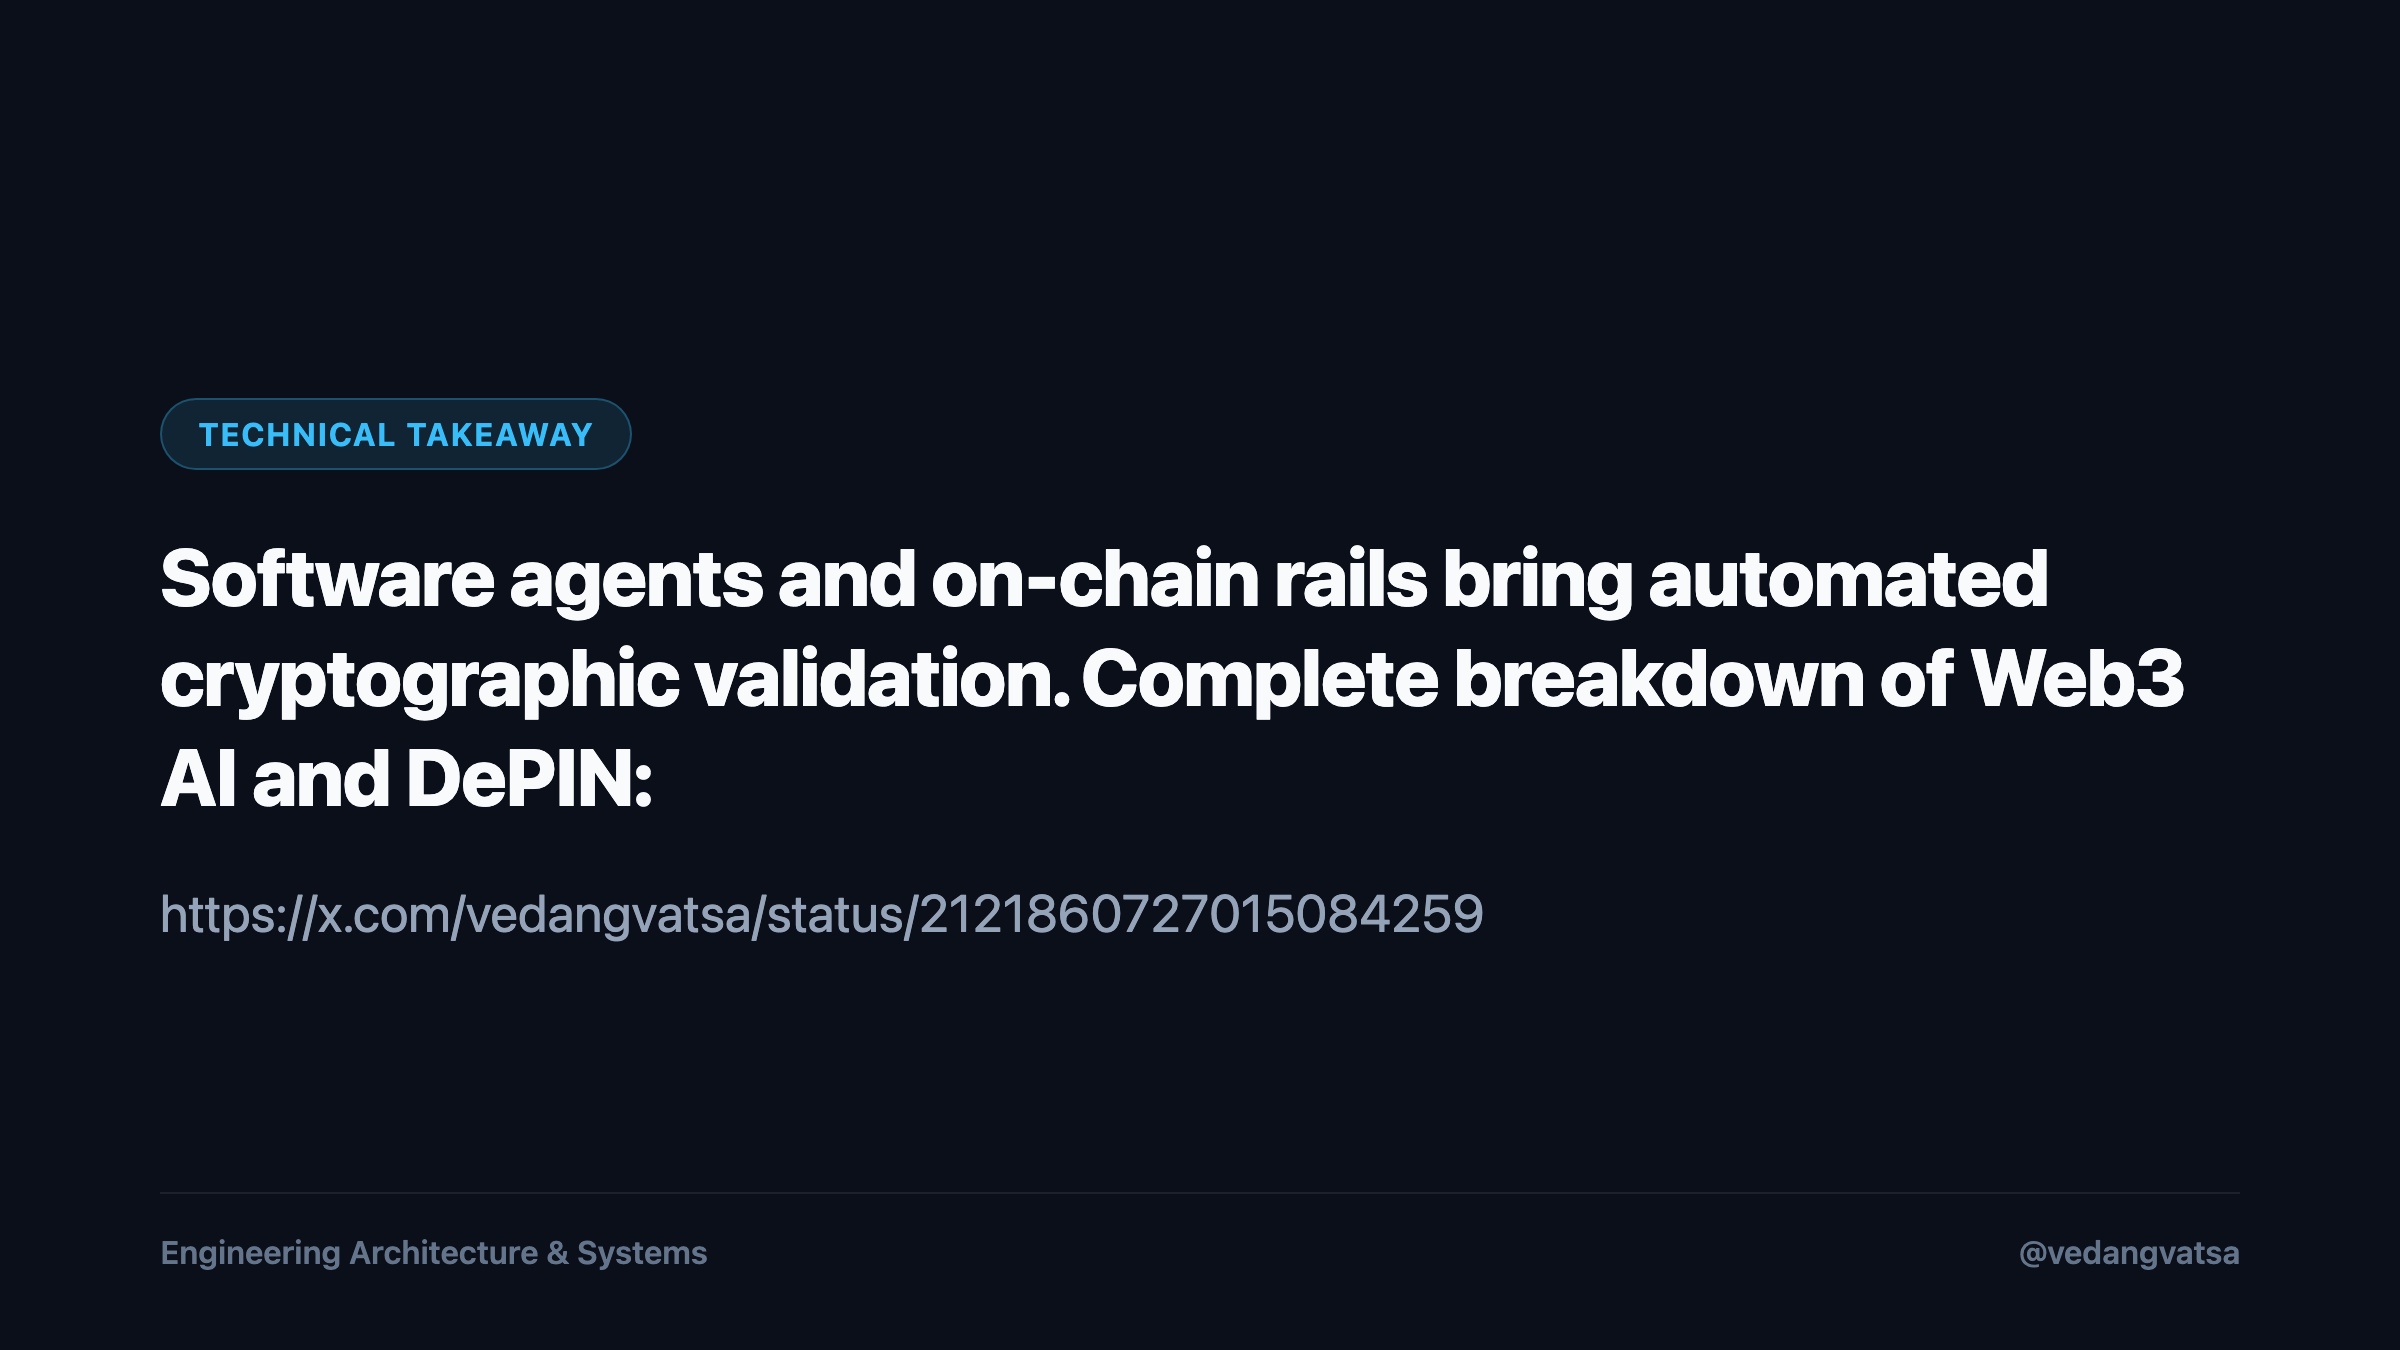 TECHNICAL TAKEAWAY
Software agents and on-chain rails bring automated
cryptographic validation. Complete breakdown of Web3
AI and DePIN:
https://x.com/vedangvatsa/status/2121860727015084259
Engineering Architecture & Systems
@vedangvatsa